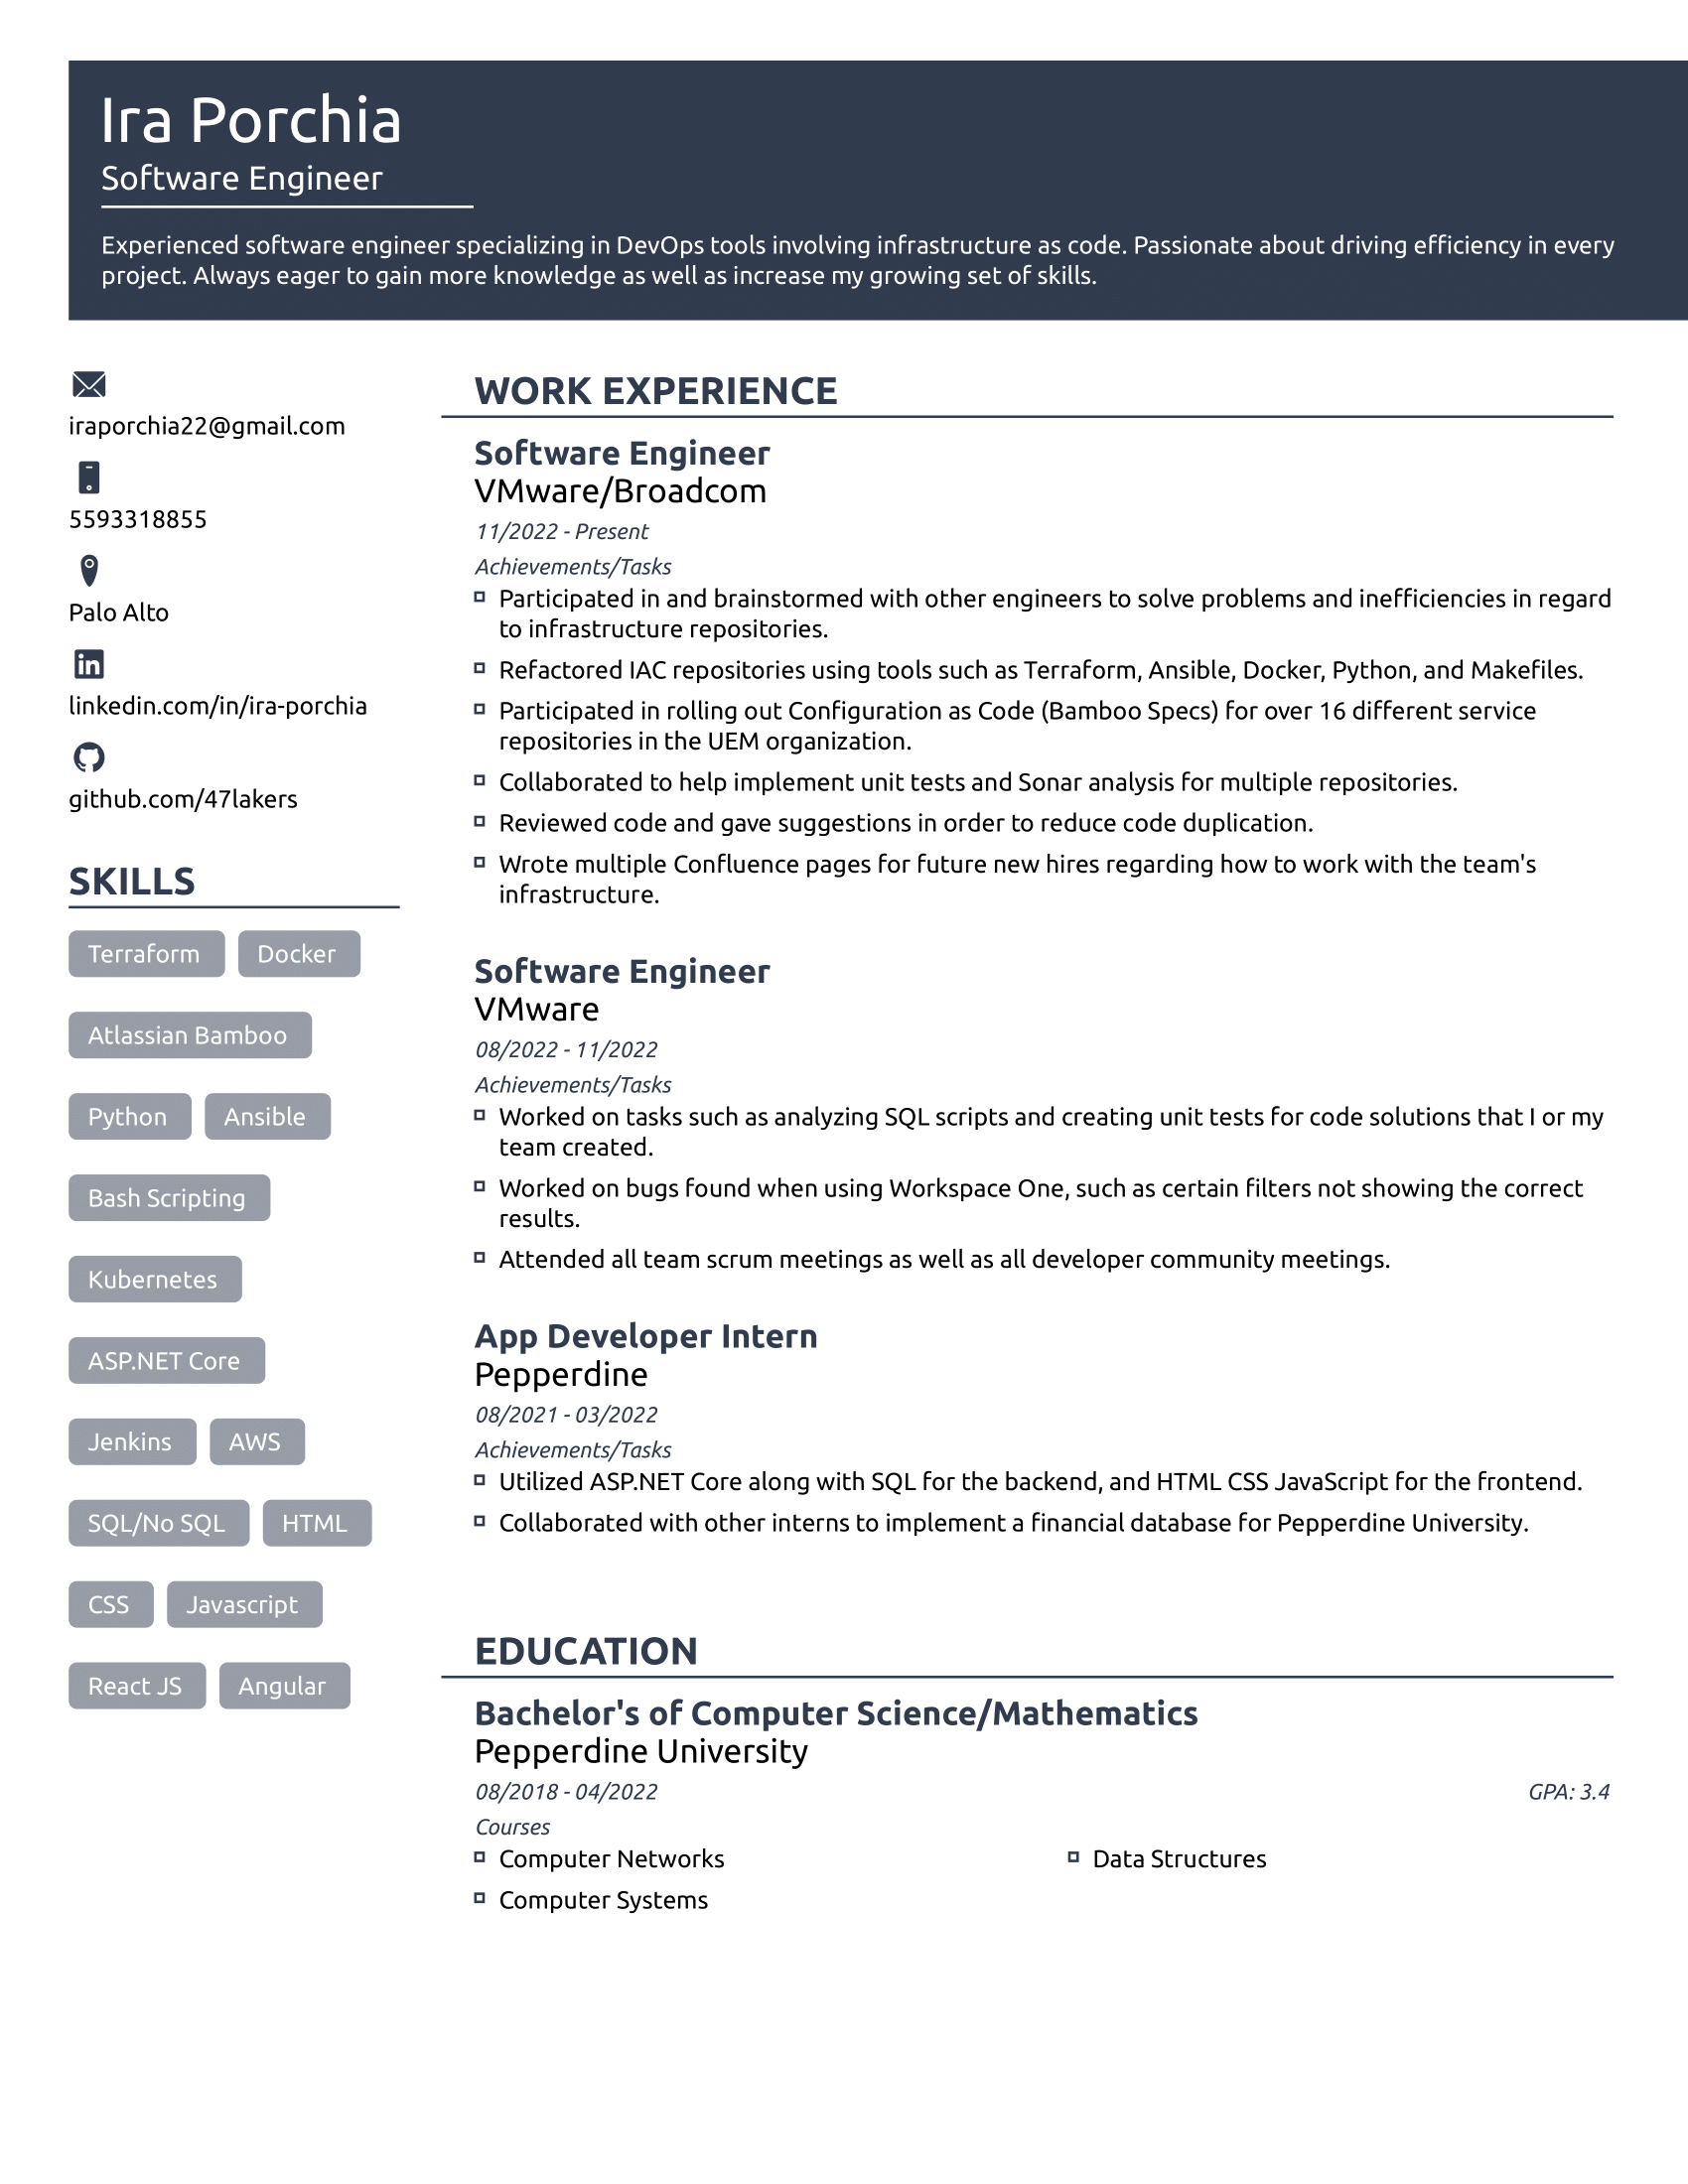 Ira Porchia
Software Engineer
Experienced software engineer specializing in DevOps tools involving infrastructure as code. Passionate about driving efficiency in every
project. Always eager to gain more knowledge as well as increase my growing set of skills.
iraporchia22@gmail.com
5593318855
Palo Alto
linkedin.com/in/ira-porchia
github.com/47lakers
SKILLS
Terraform Docker
Atlassian Bamboo
Python Ansible
Bash Scripting
Kubernetes
ASP.NET Core
Jenkins AWS
SQL/No SQL HTML
CSS Javascript
React JS Angular
WORK EXPERIENCE
Software Engineer
VMware/Broadcom
11/2022 - Present
Achievements/Tasks
Participated in and brainstormed with other engineers to solve problems and inefficiencies in regard
to infrastructure repositories.
Refactored IAC repositories using tools such as Terraform, Ansible, Docker, Python, and Makefiles.
Participated in rolling out Configuration as Code (Bamboo Specs) for over 16 different service
repositories in the UEM organization.
Collaborated to help implement unit tests and Sonar analysis for multiple repositories.
Reviewed code and gave suggestions in order to reduce code duplication.
Wrote multiple Confluence pages for future new hires regarding how to work with the team's
infrastructure.
Software Engineer
VMware
08/2022 - 11/2022
Achievements/Tasks
Worked on tasks such as analyzing SQL scripts and creating unit tests for code solutions that I or my
team created.
Worked on bugs found when using Workspace One, such as certain filters not showing the correct
results.
Attended all team scrum meetings as well as all developer community meetings.
App Developer Intern
Pepperdine
08/2021 - 03/2022
Achievements/Tasks
Utilized ASP.NET Core along with SQL for the backend, and HTML CSS JavaScript for the frontend.
Collaborated with other interns to implement a financial database for Pepperdine University.
EDUCATION
Bachelor's of Computer Science/Mathematics
Pepperdine University
08/2018 - 04/2022 GPA: 3.4
Courses
Computer Networks Data Structures
Computer Systems